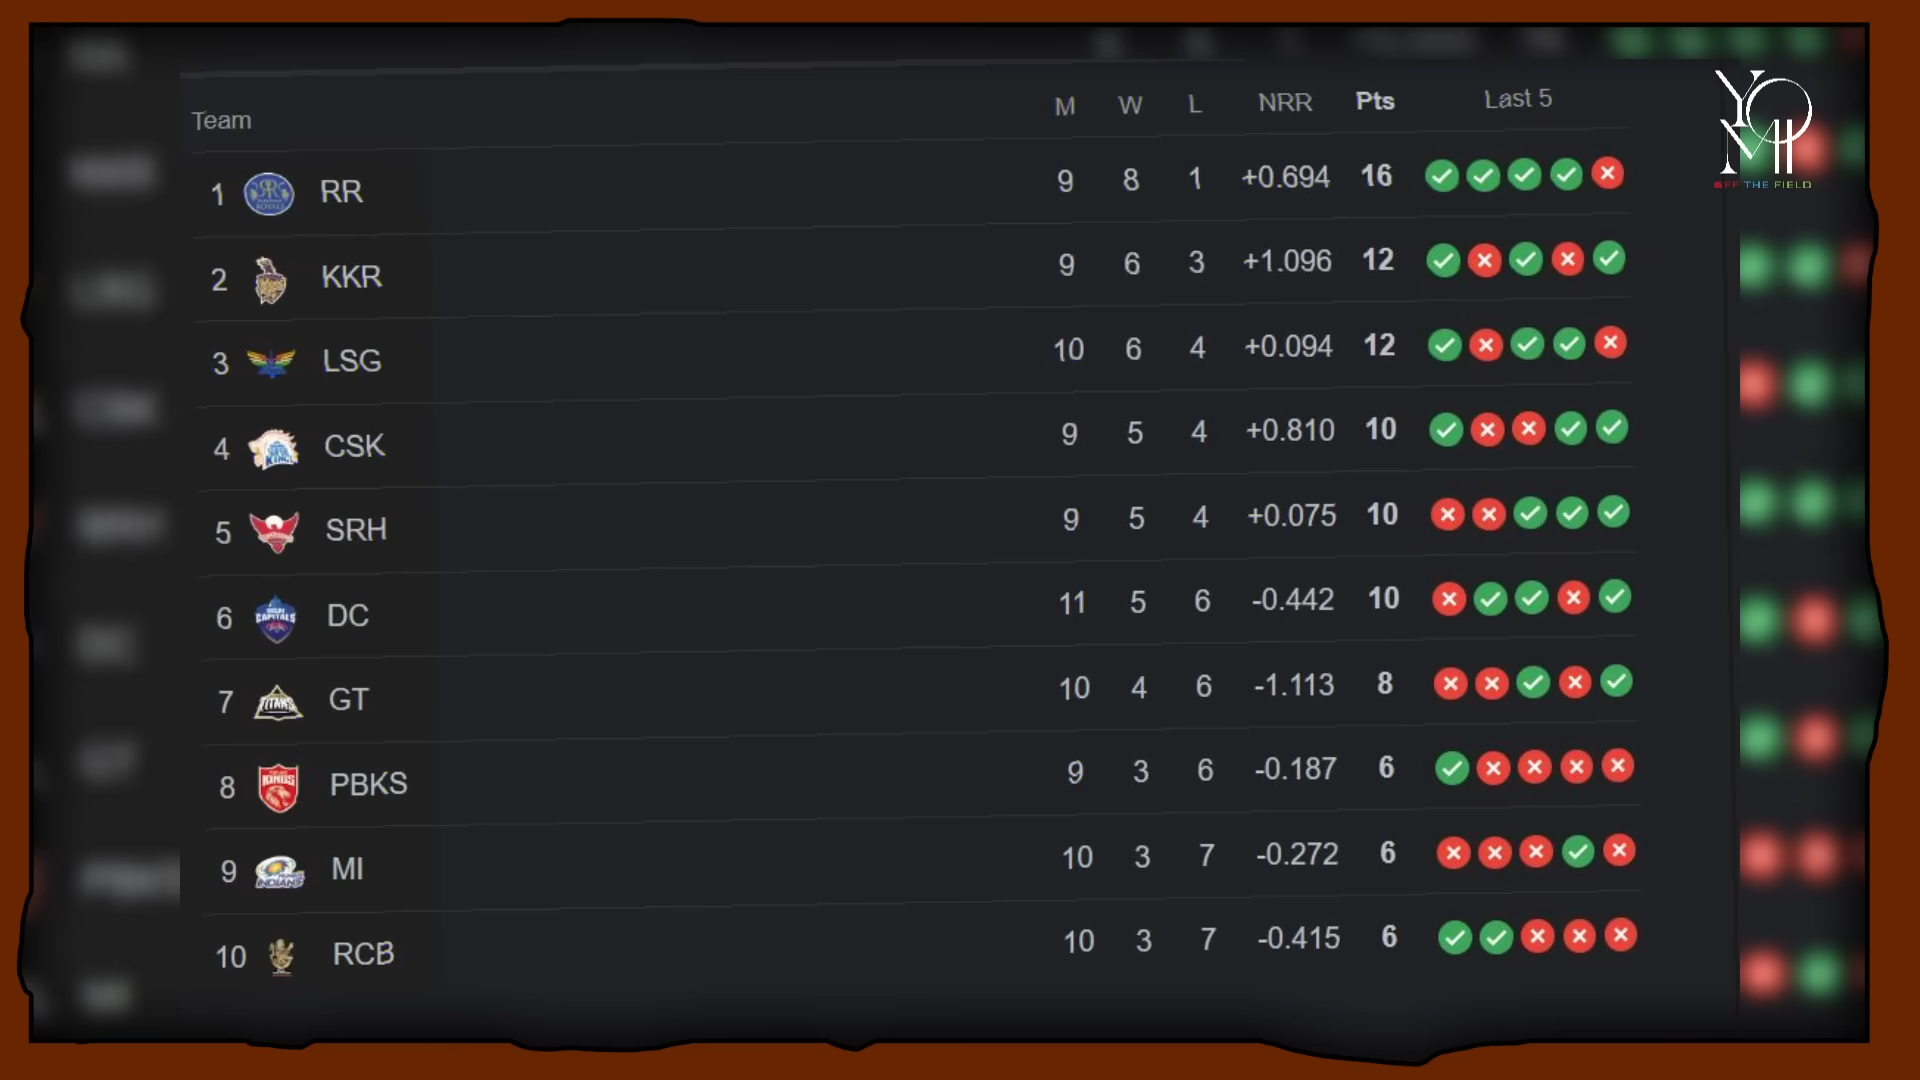 Team M W L NRR Pts Last 5
1 RR 9 8 1 +0.694 16
2 KKR 9 6 3 +1.096 12
3 LSG 10 6 4 +0.094 12
4 CSK 9 5 4 +0.810 10
5 SRH 9 5 4 +0.075 10
6 DC 11 5 6 -0.442 10
7 GT 10 4 6 -1.113 8
8 PBKS 9 3 6 -0.187 6
9 MI 10 3 7 -0.272 6
10 RCB 10 3 7 -0.415 6
OFF THE FIELD